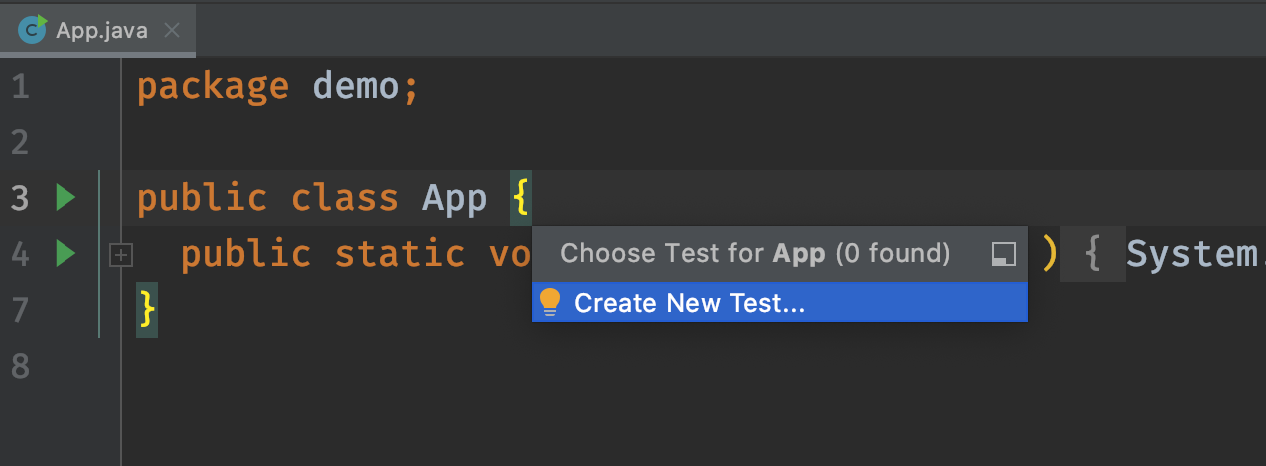 C App.java
1 package demo;
2
3 public class App {
4 public static vo ) { System.
Choose Test for App (0 found)
Create New Test...
7 }
8